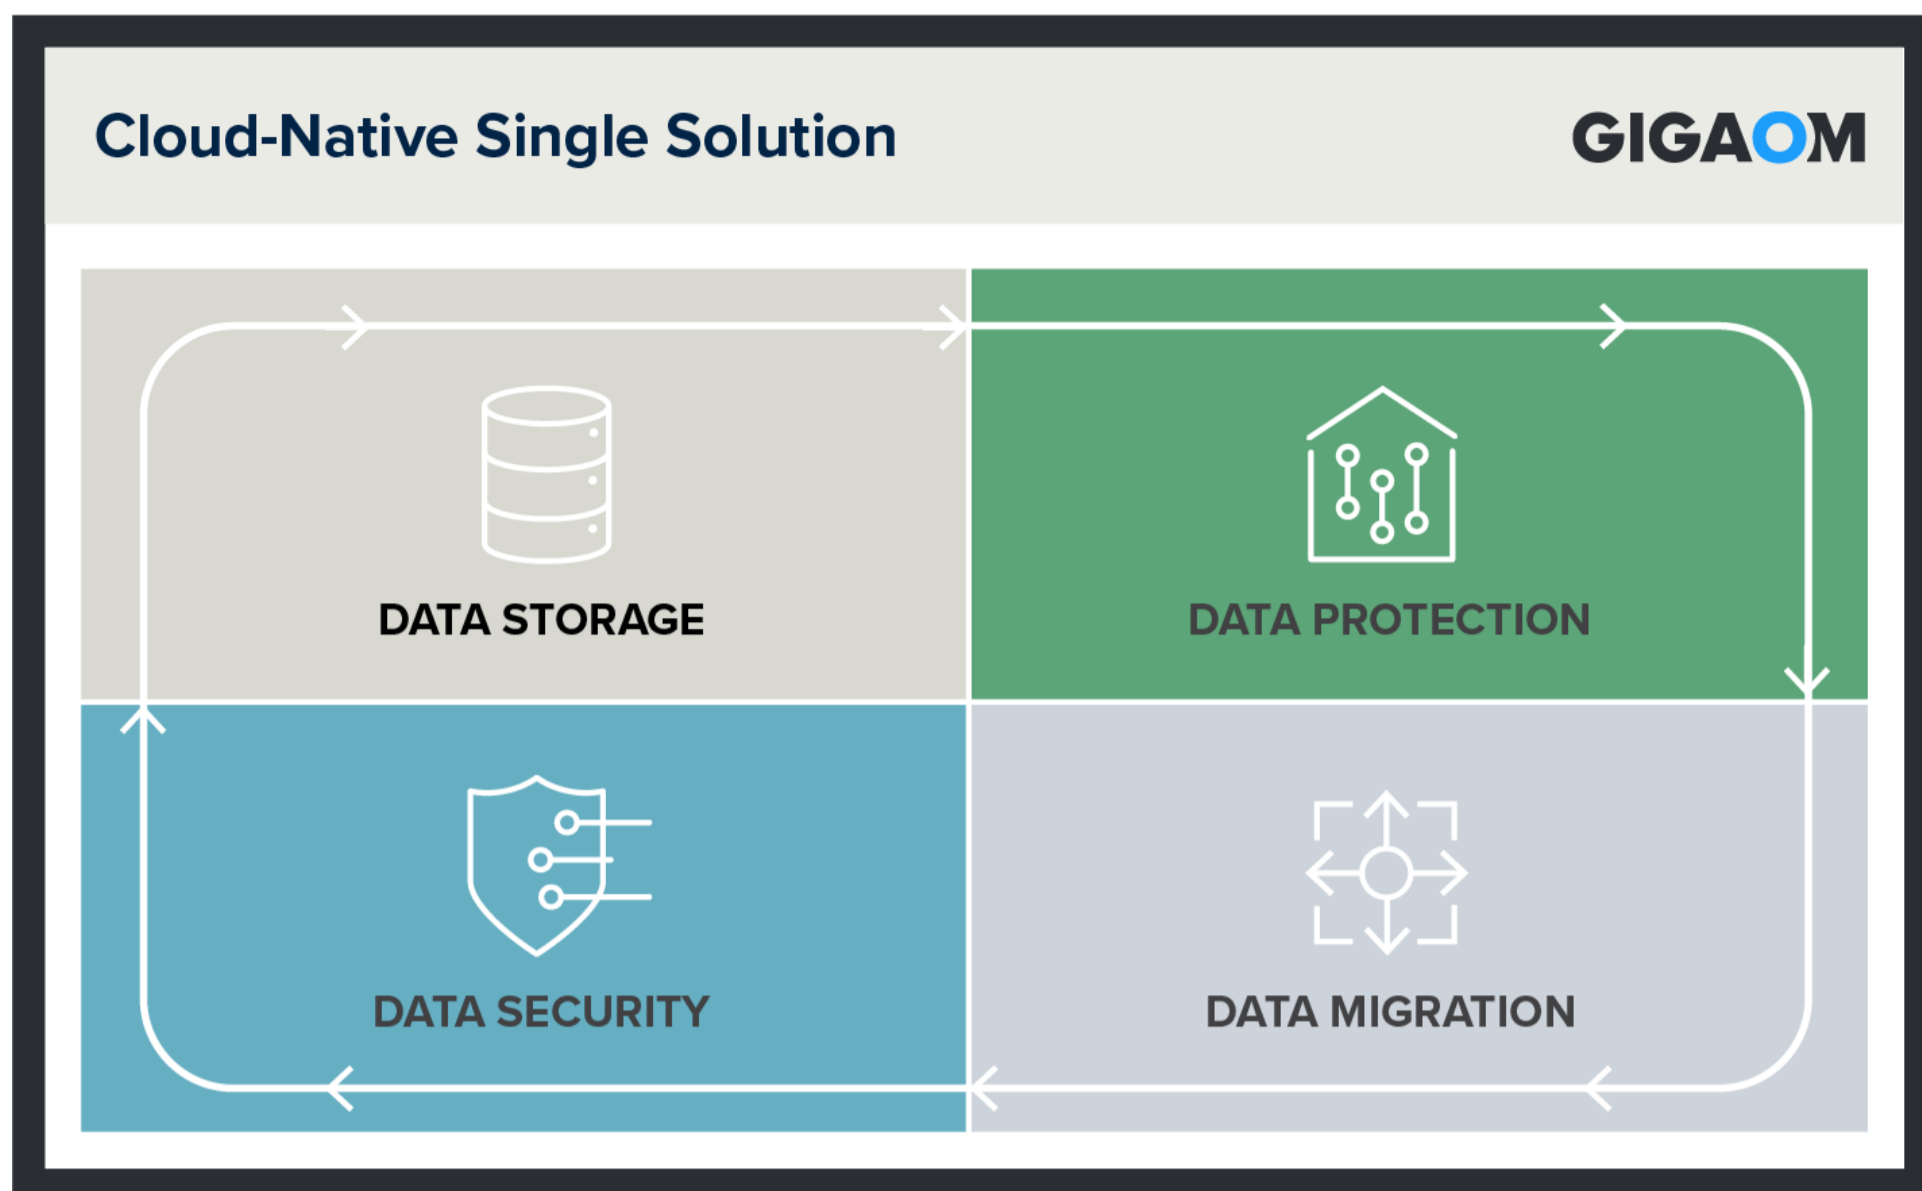 Cloud-Native Single Solution
GIGAOM
DATA STORAGE
DATA PROTECTION
DATA SECURITY
DATA MIGRATION